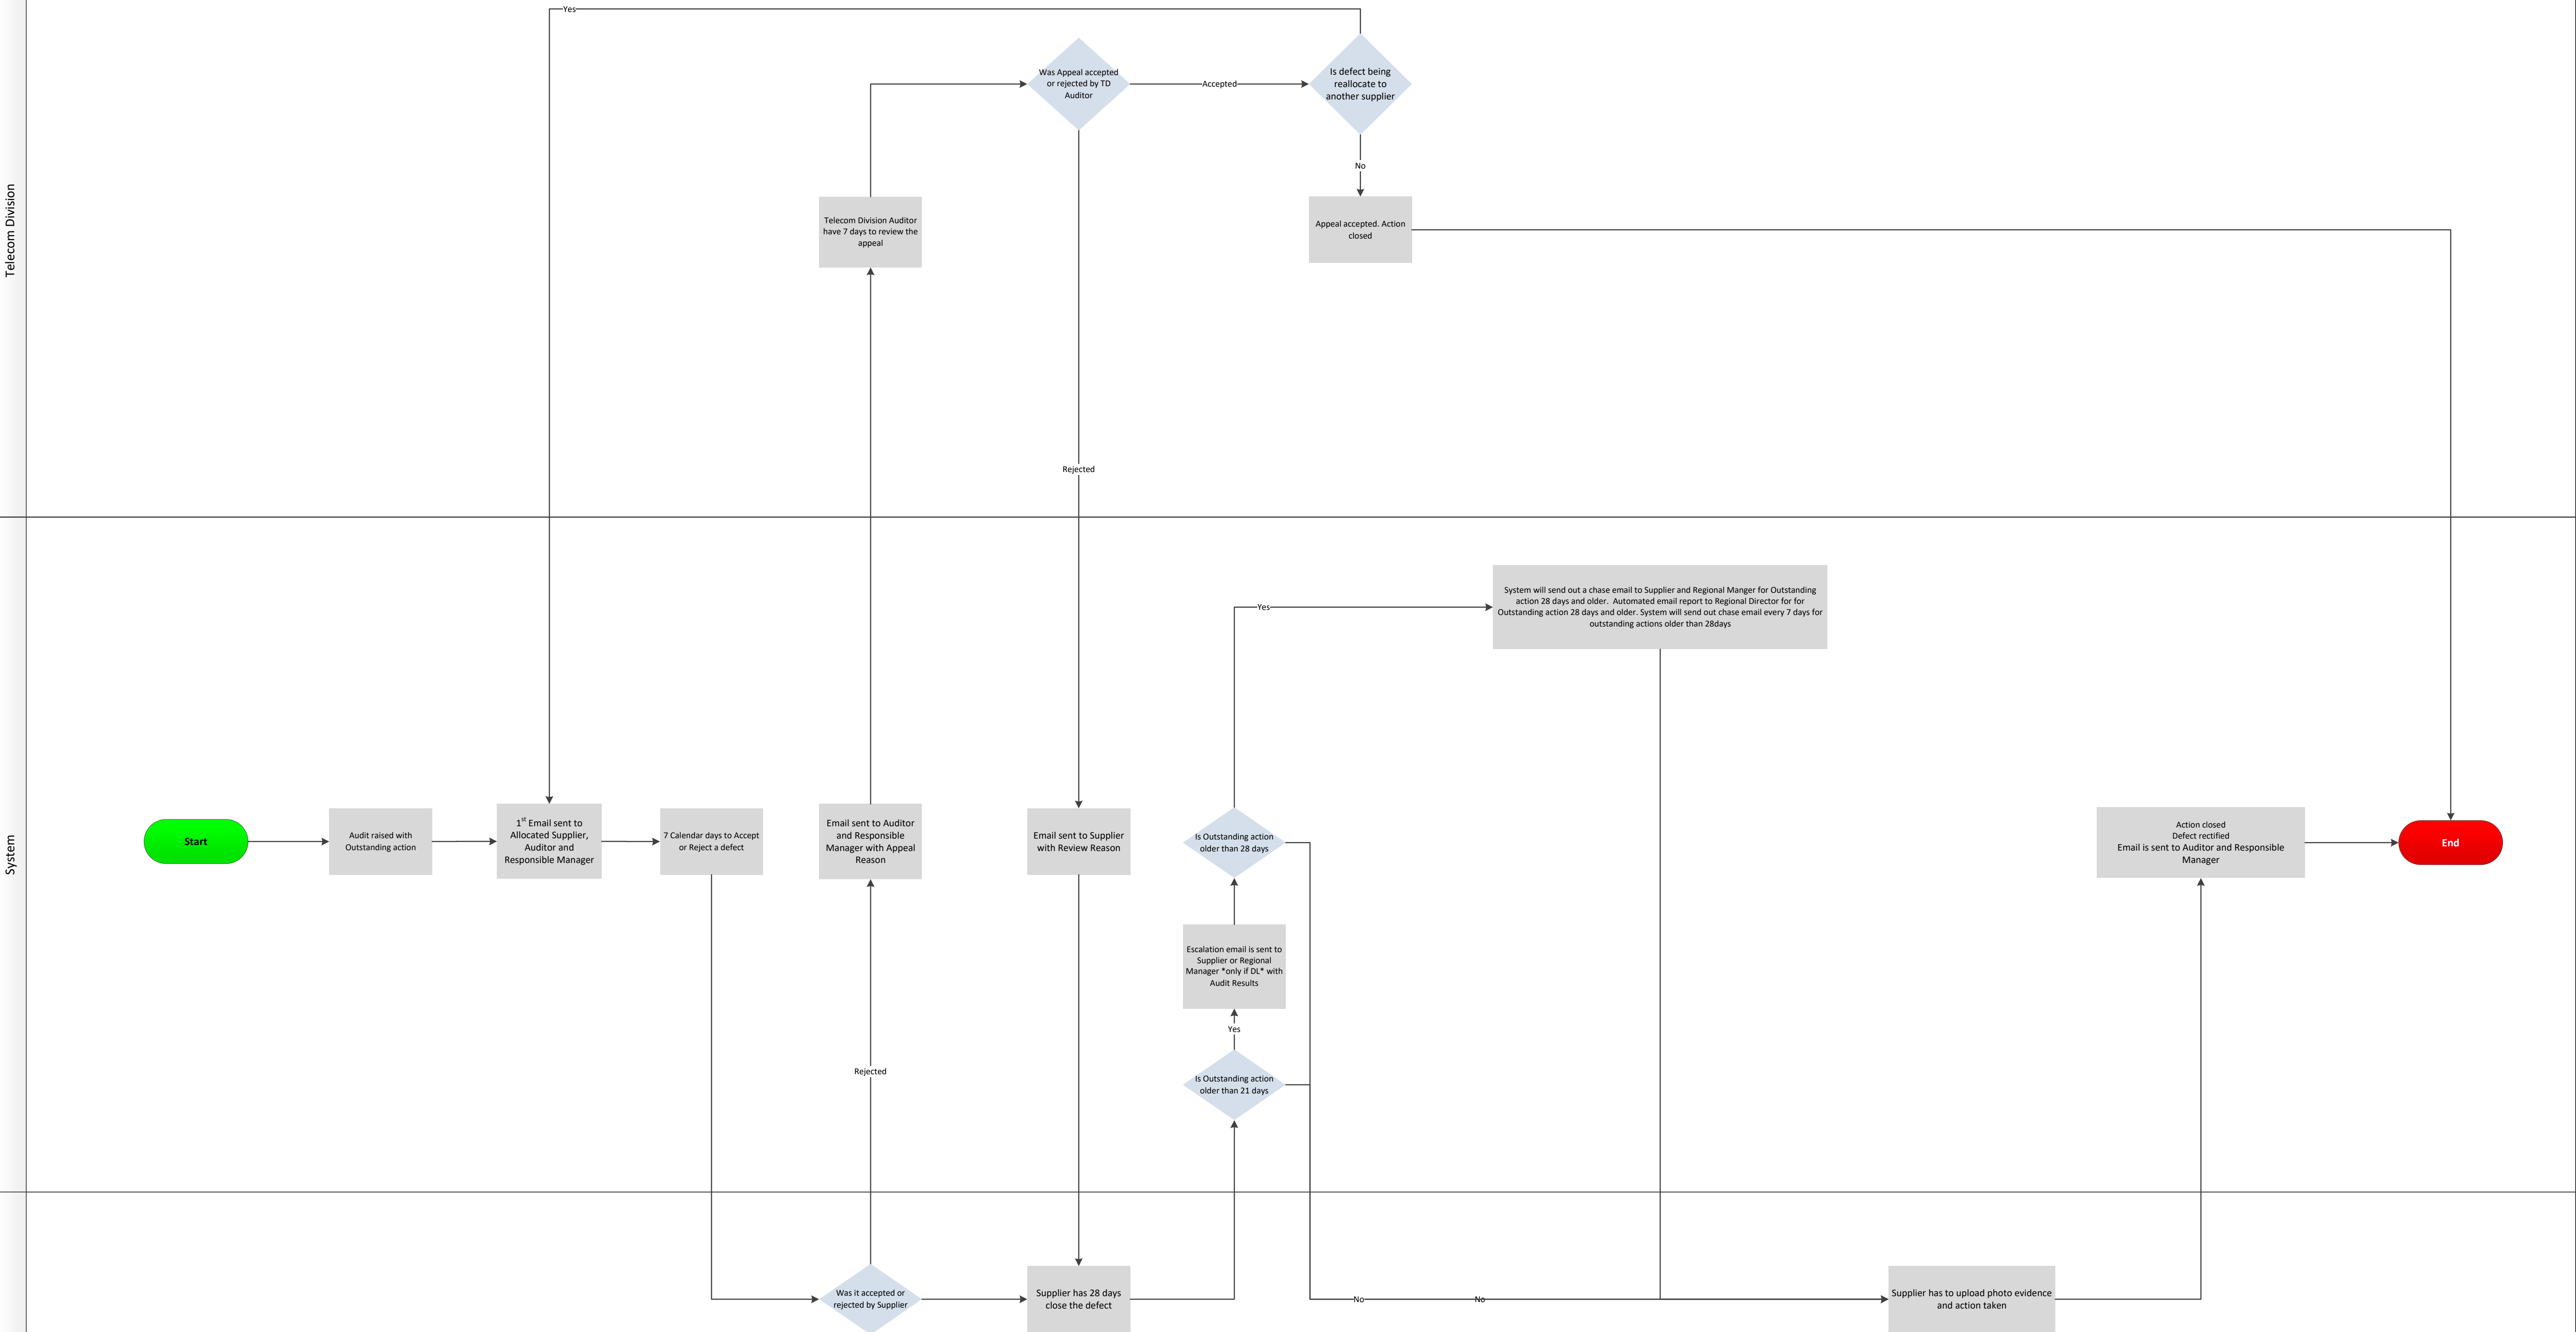 Yes
Was Appeal accepted
or rejected by TD
Auditor
Accepted
Is defect being
reallocate to
another supplier
No
Telecom Division
Telecom Division Auditor
have 7 days to review the
appeal
Appeal accepted. Action
closed
Rejected
System will send out a chase email to Supplier and Regional Manger for Outstanding
action 28 days and older.  Automated email report to Regional Director for for
Outstanding action 28 days and older. System will send out chase email every 7 days for
outstanding actions older than 28days
Yes
System
Start
Audit raised with
Outstanding action
1st Email sent to
Allocated Supplier,
Auditor and
Responsible Manager
7 Calendar days to Accept
or Reject a defect
Email sent to Auditor
and Responsible
Manager with Appeal
Reason
Email sent to Supplier
with Review Reason
Is Outstanding action
older than 28 days
Action closed
Defect rectified
Email is sent to Auditor and Responsible
Manager
End
Escalation email is sent to
Supplier or Regional
Manager *only if DL* with
Audit Results
Yes
Rejected
Is Outstanding action
older than 21 days
Was it accepted or
rejected by Supplier
Supplier has 28 days
close the defect
No
No
Supplier has to upload photo evidence
and action taken